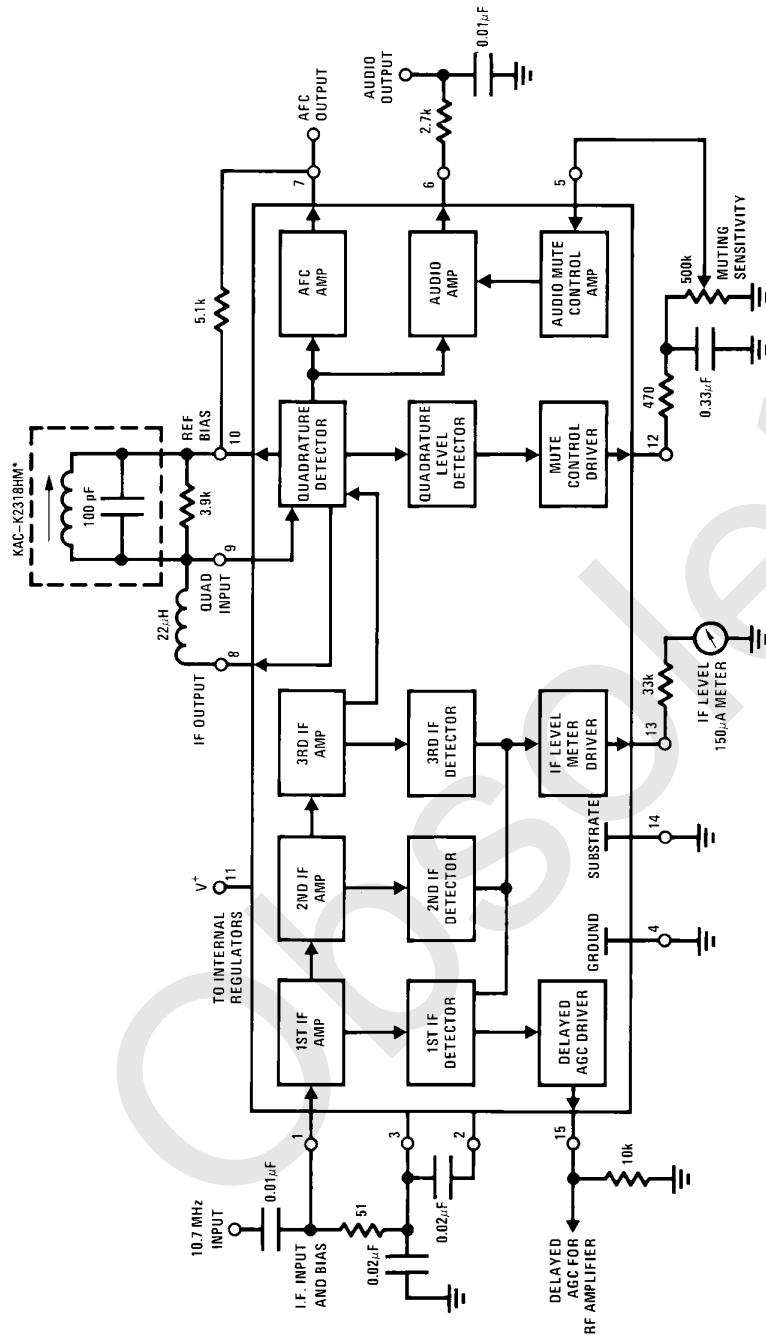 KAC–K2318HM*
100 pF
3.9k
22μH
5.1k
IF OUTPUT
8
QUAD
INPUT
9
REF
BIAS
10
7
AFC
OUTPUT
V+
11
TO INTERNAL
REGULATORS
10.7 MHz
INPUT
0.01μF
I.F. INPUT
AND BIAS
1
51
3
0.02μF
0.02μF
2
15
10k
DELAYED
AGC FOR
RF AMPLIFIER
1ST IF
AMP
2ND IF
AMP
3RD IF
AMP
QUADRATURE
DETECTOR
AFC
AMP
1ST IF
DETECTOR
2ND IF
DETECTOR
3RD IF
DETECTOR
QUADRATURE
LEVEL
DETECTOR
AUDIO
AMP
DELAYED
AGC DRIVER
IF LEVEL
METER
DRIVER
MUTE
CONTROL
DRIVER
AUDIO MUTE
CONTROL
AMP
6
2.7k
AUDIO
OUTPUT
0.01μF
5
GROUND
4
SUBSTRATE
14
13
33k
IF LEVEL
150μA METER
12
470
0.33μF
500k
MUTING
SENSITIVITY
Obsole